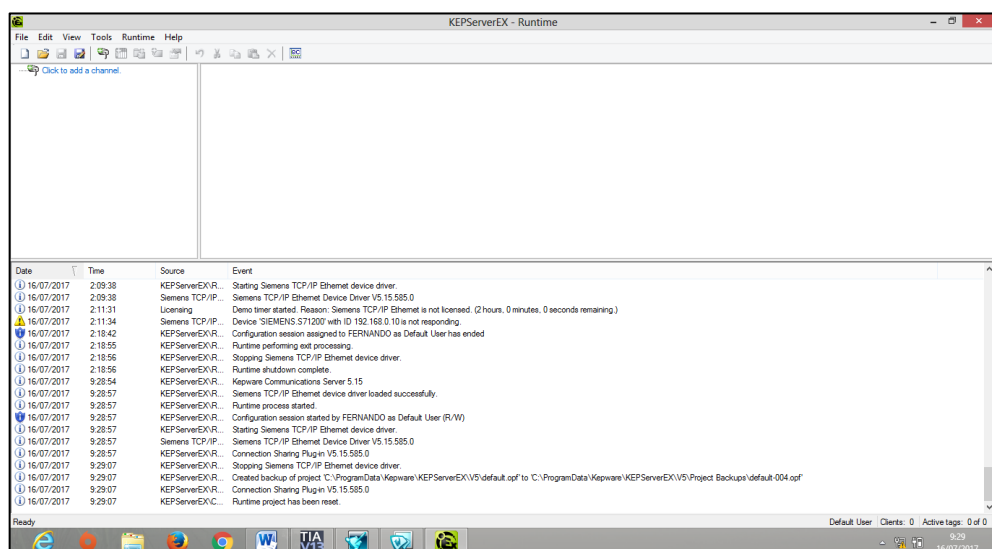 KEPServerEX - Runtime
File Edit View Tools Runtime Help
Click to add a channel.
Date Time Source Event
16/07/2017 2:09:38 KEPServerEX\R... Starting Siemens TCP/IP Ethernet device driver.
16/07/2017 2:09:38 Siemens TCP/IP... Siemens TCP/IP Ethernet Device Driver V5.15.585.0
16/07/2017 2:11:31 Licensing Demo timer started. Reason: Siemens TCP/IP Ethernet is not licensed. (2 hours, 0 minutes, 0 seconds remaining.)
16/07/2017 2:11:34 Siemens TCP/IP... Device 'SIEMENS.S71200' with ID 192.168.0.10 is not responding.
16/07/2017 2:18:42 KEPServerEX\R... Configuration session assigned to FERNANDO as Default User has ended
16/07/2017 2:18:55 KEPServerEX\R... Runtime performing exit processing.
16/07/2017 2:18:56 KEPServerEX\R... Stopping Siemens TCP/IP Ethernet device driver.
16/07/2017 2:18:56 KEPServerEX\R... Runtime shutdown complete.
16/07/2017 9:28:54 KEPServerEX\R... Kepware Communications Server 5.15
16/07/2017 9:28:57 KEPServerEX\R... Siemens TCP/IP Ethernet device driver loaded successfully.
16/07/2017 9:28:57 KEPServerEX\R... Runtime process started.
16/07/2017 9:28:57 KEPServerEX\R... Configuration session started by FERNANDO as Default User (R/W)
16/07/2017 9:28:57 KEPServerEX\R... Starting Siemens TCP/IP Ethernet device driver.
16/07/2017 9:28:57 Siemens TCP/IP... Siemens TCP/IP Ethernet Device Driver V5.15.585.0
16/07/2017 9:28:57 KEPServerEX\R... Connection Sharing Plug-in V5.15.585.0
16/07/2017 9:29:07 KEPServerEX\R... Stopping Siemens TCP/IP Ethernet device driver.
16/07/2017 9:29:07 KEPServerEX\R... Created backup of project 'C:\ProgramData\Kepware\KEPServerEX\V5\default.opf' to 'C:\ProgramData\Kepware\KEPServerEX\V5\Project Backups\default-004.opf'
16/07/2017 9:29:07 KEPServerEX\R... Connection Sharing Plug-in V5.15.585.0
16/07/2017 9:29:07 KEPServerEX\C... Runtime project has been reset.
Ready Default User Clients: 0 Active tags: 0 of 0
TIA V13
9:29
16/07/2017